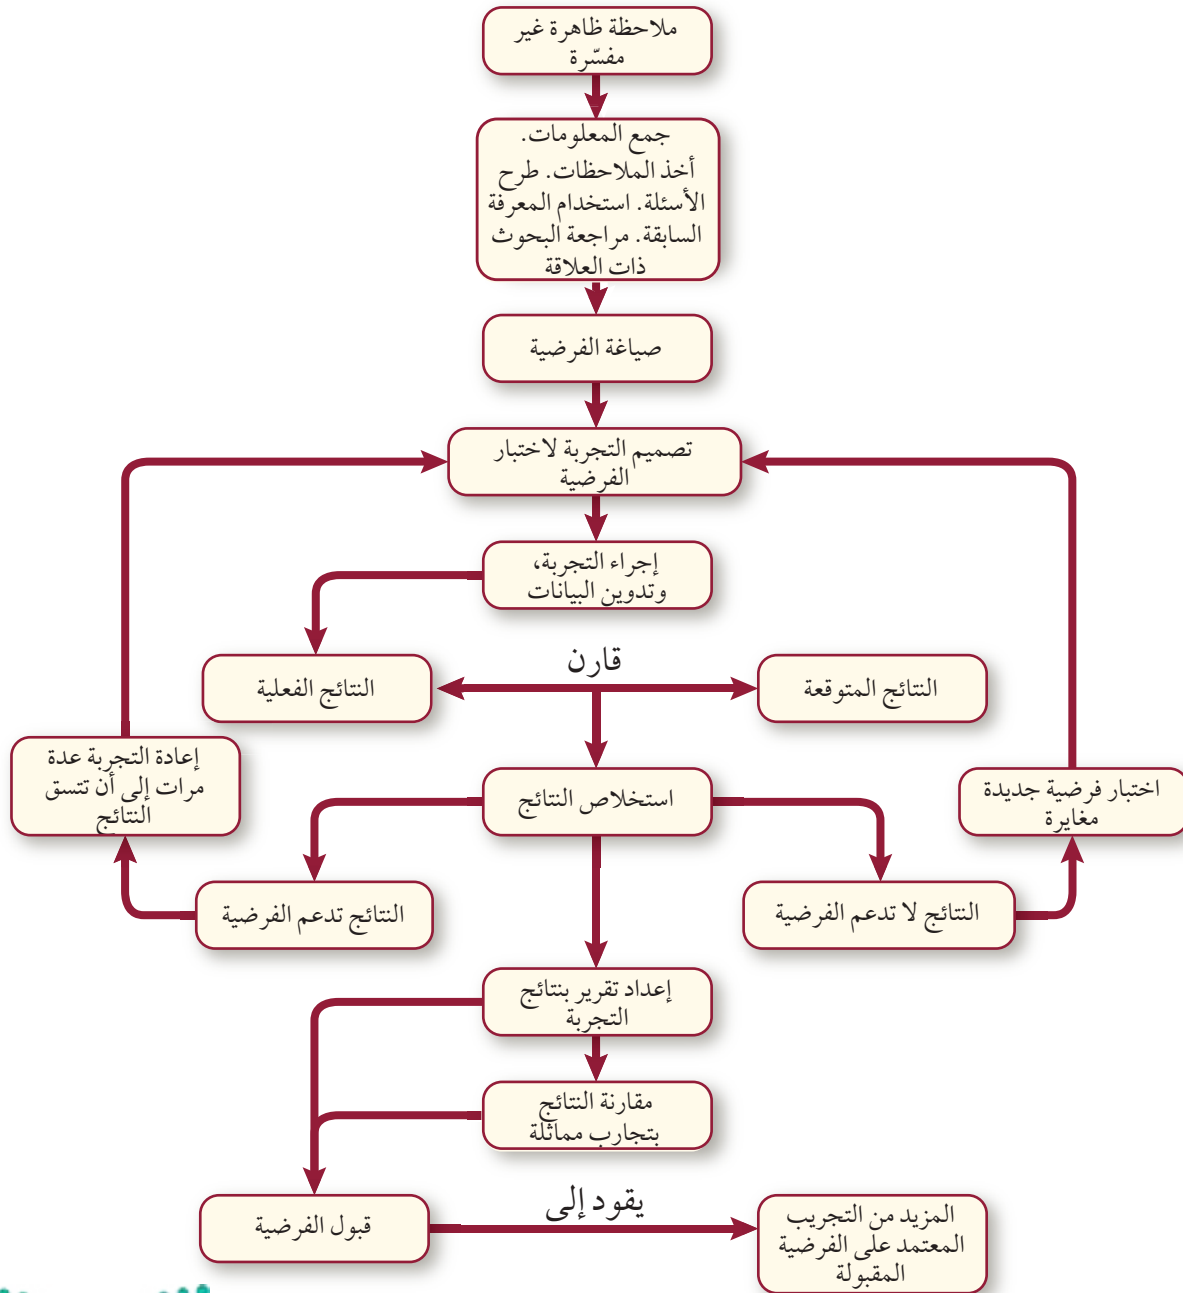 ملاحظة ظاهرة غير
مفسّرة
جمع المعلومات.
أخذ الملاحظات. طرح
الأسئلة. استخدام المعرفة
السابقة. مراجعة البحوث
ذات العلاقة
صياغة الفرضية
تصميم التجربة لاختبار
الفرضية
إجراء التجربة،
وتدوين البيانات
قارن
النتائج المتوقعة
النتائج الفعلية
إعادة التجربة عدة
مرات إلى أن تتسق
النتائج
استخلاص النتائج
اختبار فرضية جديدة
مغايرة
النتائج لا تدعم الفرضية
النتائج تدعم الفرضية
إعداد تقرير بنتائج
التجربة
مقارنة النتائج
بتجارب مماثلة
قبول الفرضية
يقود إلى
المزيد من التجريب
المعتمد على الفرضية
المقبولة